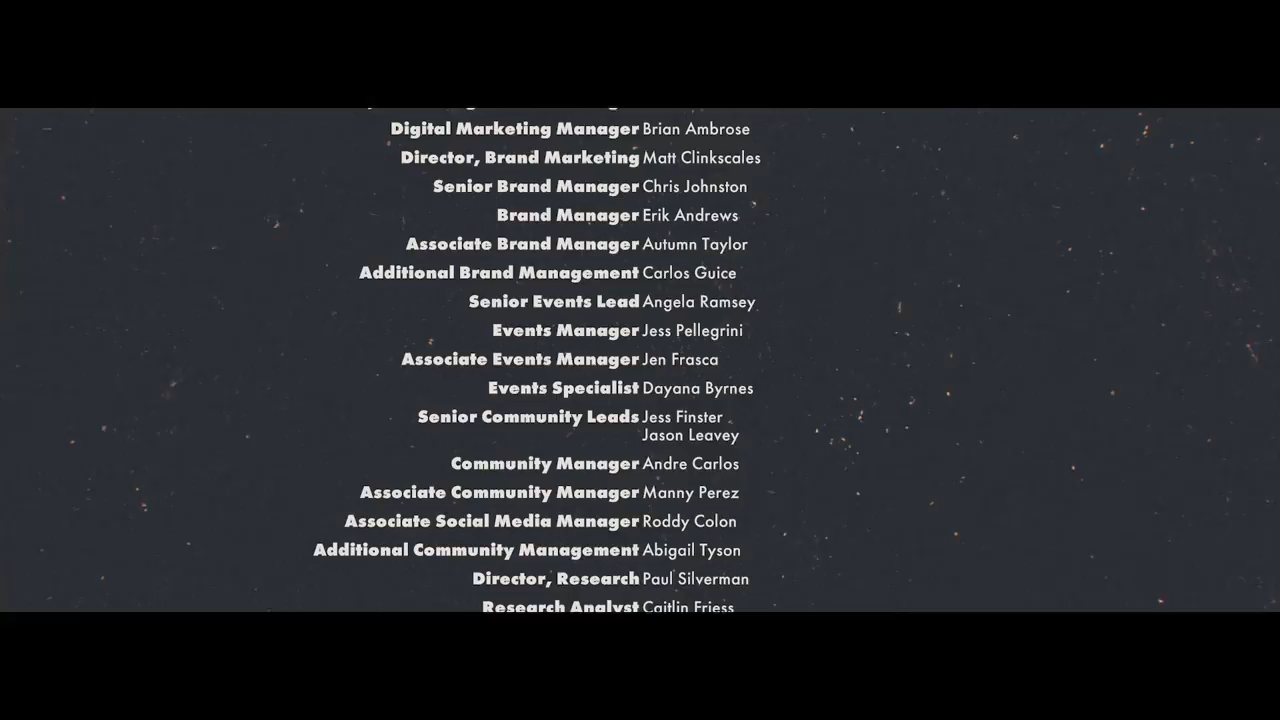 Digital Marketing Manager Brian Ambrose
Director, Brand Marketing Matt Clinkscales
Senior Brand Manager Chris Johnston
Brand Manager Erik Andrews
Associate Brand Manager Autumn Taylor
Additional Brand Management Carlos Guice
Senior Events Lead Angela Ramsey
Events Manager Jess Pellegrini
Associate Events Manager Jen Frasca
Events Specialist Dayana Byrnes
Senior Community Leads Jess Finster
Jason Leavey
Community Manager Andre Carlos
Associate Community Manager Manny Perez
Associate Social Media Manager Roddy Colon
Additional Community Management Abigail Tyson
Director, Research Paul Silverman
Research Analyst Caitlin Friess